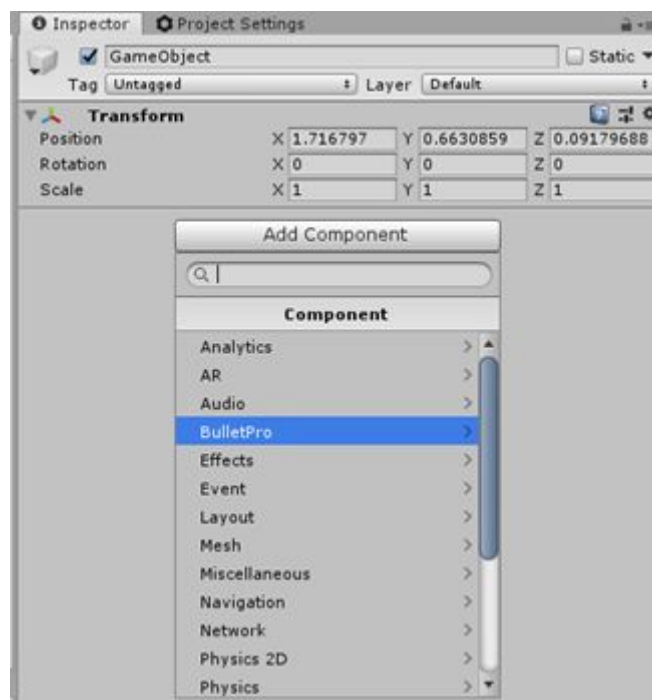 Inspector Project Settings
GameObject Static
Tag Untagged Layer Default
Transform
Position X 1.716797 Y 0.6630859 Z 0.09179688
Rotation X 0 Y 0 Z 0
Scale X 1 Y 1 Z 1
Add Component
Component
Analytics
AR
Audio
BulletPro
Effects
Event
Layout
Mesh
Miscellaneous
Navigation
Network
Physics 2D
Physics